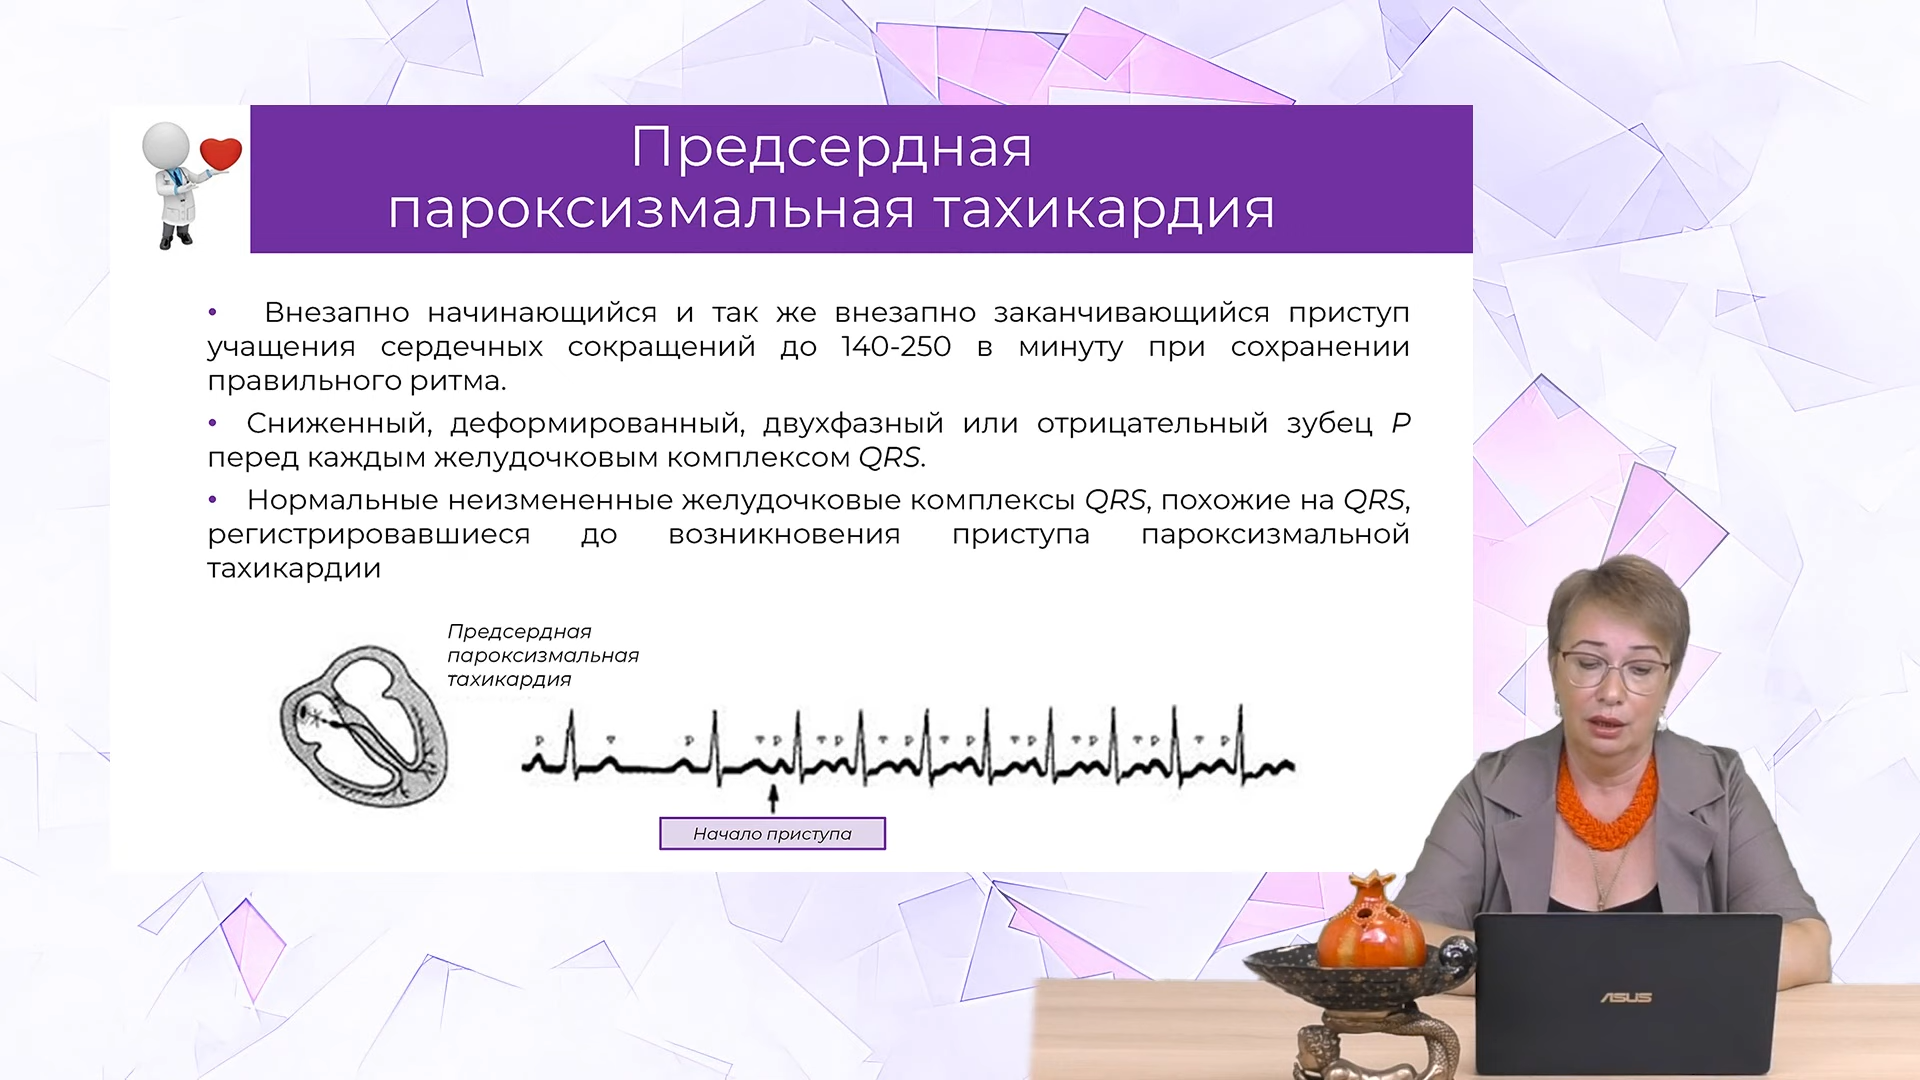 Предсердная
пароксизмальная тахикардия
• Внезапно начинающийся и так же внезапно заканчивающийся приступ
учащения сердечных сокращений до 140-250 в минуту при сохранении
правильного ритма.
• Сниженный, деформированный, двухфазный или отрицательный зубец P
перед каждым желудочковым комплексом QRS.
• Нормальные неизмененные желудочковые комплексы QRS, похожие на QRS,
регистрировавшиеся до возникновения приступа пароксизмальной
тахикардии
Предсердная
пароксизмальная
тахикардия
P T P T P T P T P T P T P T P T P T P
Начало приступа
ASUS